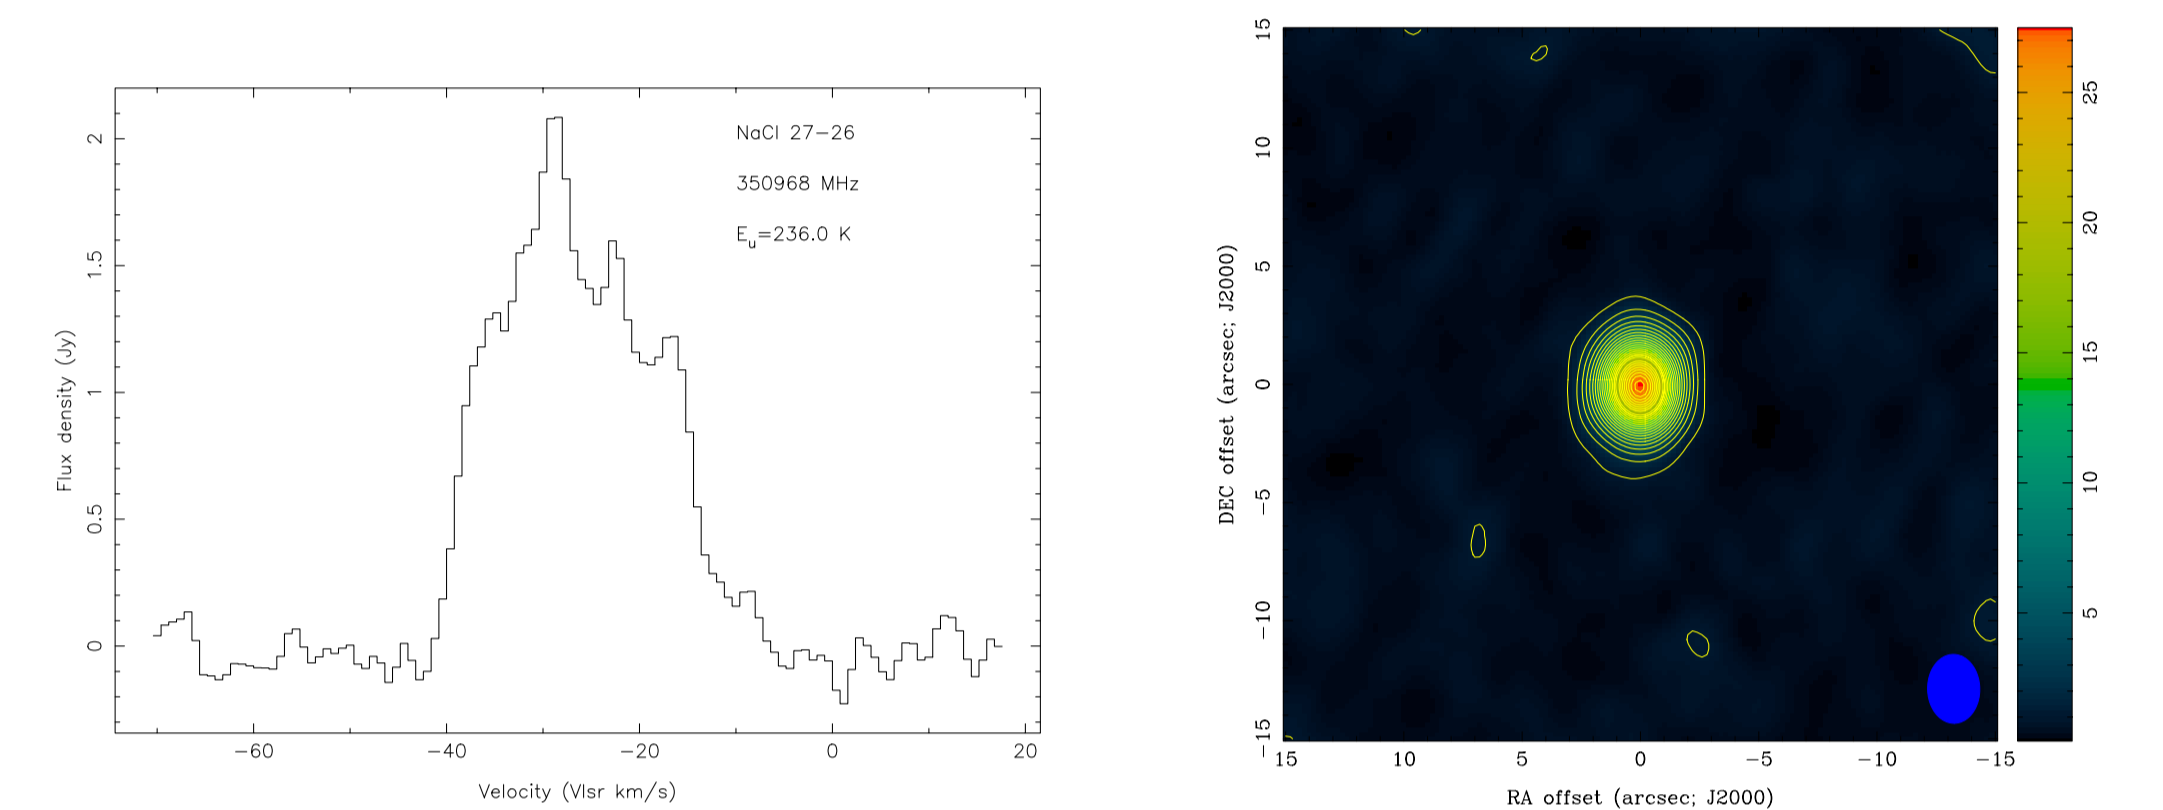 NaCl 27−26
350968 MHz
Eu=236.0 K
2
1.5
1
0.5
0
Flux density (Jy)
−60 −40 −20 0 20
Velocity (Vlsr km/s)
15
10
5
0
−5
−10
−15
DEC offset (arcsec; J2000)
15 10 5 0 −5 −10 −15
RA offset (arcsec; J2000)
25
20
15
10
5